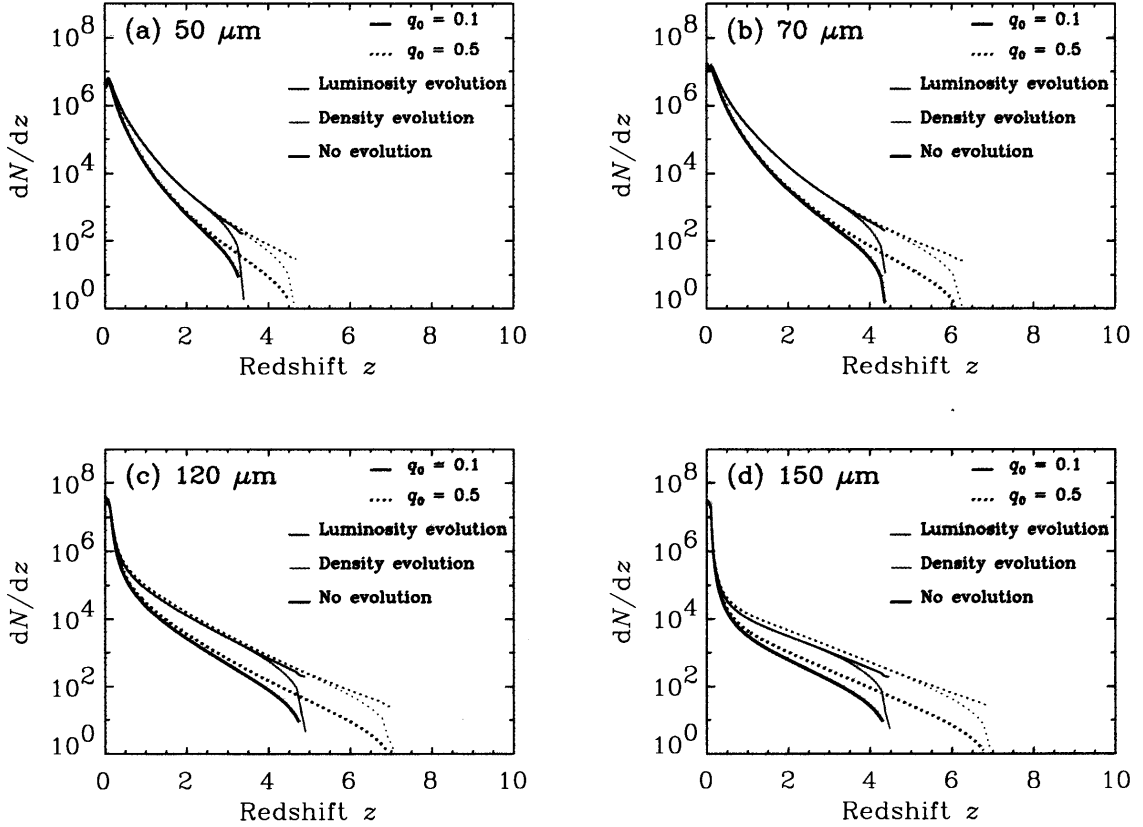 (a) 50 μm
q₀ = 0.1
q₀ = 0.5
Luminosity evolution
Density evolution
No evolution
10⁸
10⁶
10⁴
10²
10⁰
dN/dz
0 2 4 6 8 10
Redshift z
(b) 70 μm
q₀ = 0.1
q₀ = 0.5
Luminosity evolution
Density evolution
No evolution
10⁸
10⁶
10⁴
10²
10⁰
dN/dz
0 2 4 6 8 10
Redshift z
(c) 120 μm
q₀ = 0.1
q₀ = 0.5
Luminosity evolution
Density evolution
No evolution
10⁸
10⁶
10⁴
10²
10⁰
dN/dz
0 2 4 6 8 10
Redshift z
(d) 150 μm
q₀ = 0.1
q₀ = 0.5
Luminosity evolution
Density evolution
No evolution
10⁸
10⁶
10⁴
10²
10⁰
dN/dz
0 2 4 6 8 10
Redshift z